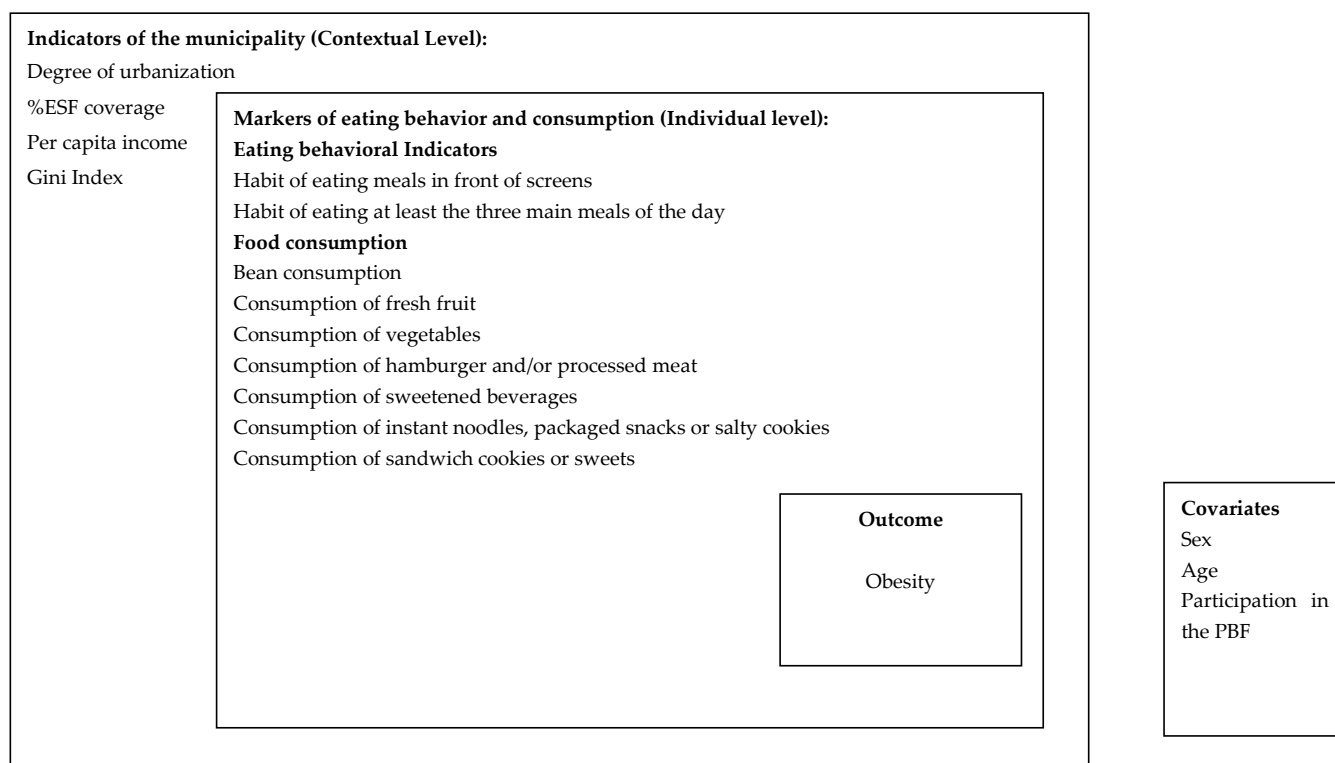 Indicators of the municipality (Contextual Level):
Degree of urbanization
%ESF coverage
Per capita income
Gini Index
Markers of eating behavior and consumption (Individual level):
Eating behavioral Indicators
Habit of eating meals in front of screens
Habit of eating at least the three main meals of the day
Food consumption
Bean consumption
Consumption of fresh fruit
Consumption of vegetables
Consumption of hamburger and/or processed meat
Consumption of sweetened beverages
Consumption of instant noodles, packaged snacks or salty cookies
Consumption of sandwich cookies or sweets
Outcome
Obesity
Covariates
Sex
Age
Participation in
the PBF